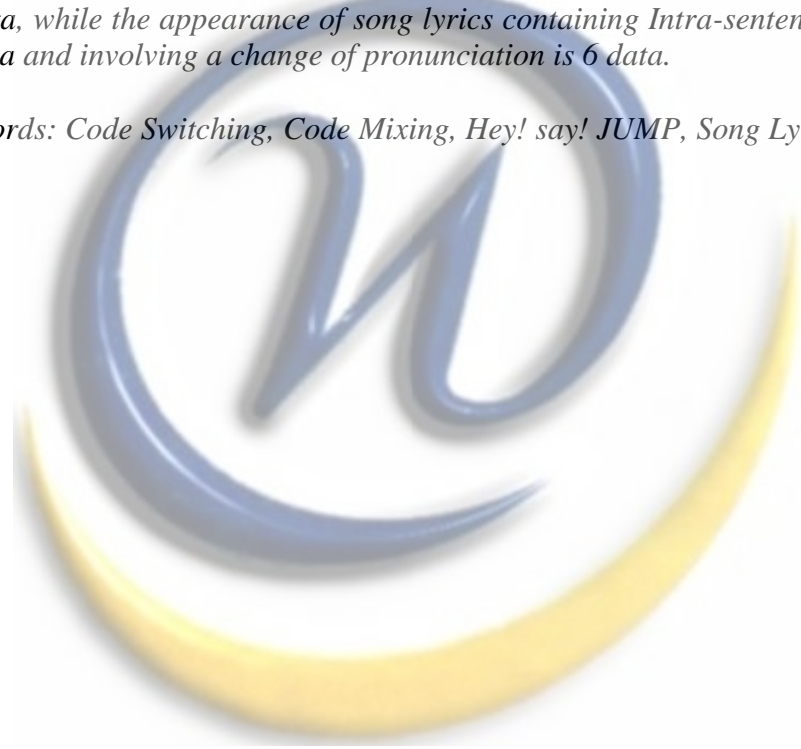 ta, while the appearance of song lyrics containing Intra-senten
a and involving a change of pronunciation is 6 data.
ords: Code Switching, Code Mixing, Hey! say! JUMP, Song Ly